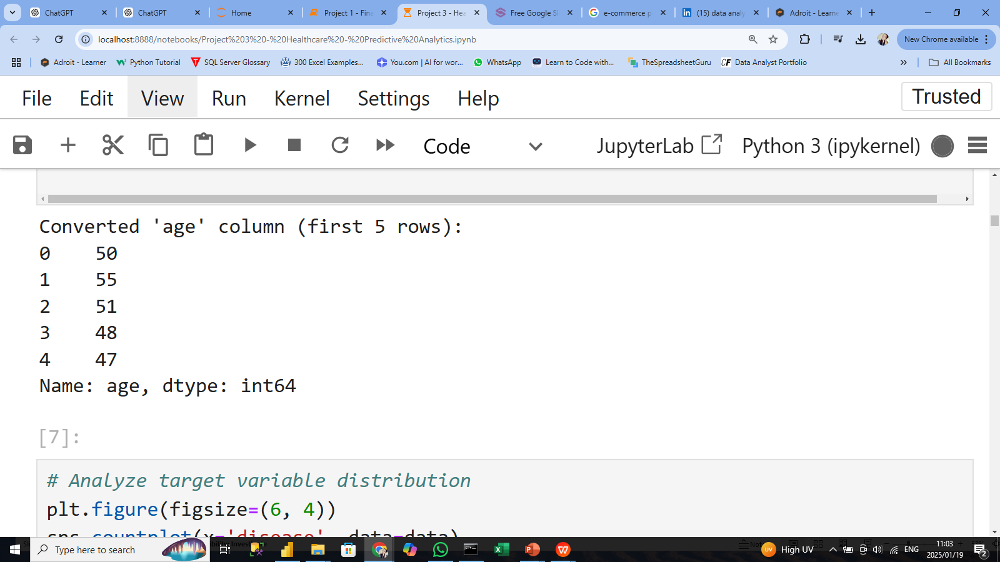 ChatGPT
ChatGPT
Home
Project 1 - Fina
Project 3 - Hea
Free Google Sl
e-commerce p
(15) data analy
Adroit - Learne
localhost:8888/notebooks/Project%203%20-%20Healthcare%20-%20Predictive%20Analytics.ipynb
New Chrome available
Adroit - Learner
Python Tutorial
SQL Server Glossary
300 Excel Examples...
You.com | AI for wor...
WhatsApp
Learn to Code with...
TheSpreadsheetGuru
CF Data Analyst Portfolio
All Bookmarks
File Edit View Run Kernel Settings Help
Trusted
Code
JupyterLab
Python 3 (ipykernel)
Converted 'age' column (first 5 rows):
0 50
1 55
2 51
3 48
4 47
Name: age, dtype: int64
[7]:
# Analyze target variable distribution
plt.figure(figsize=(6, 4))
sns.countplot(x='disease', data=data)
Type here to search
UV High UV
ENG
11:03
2025/01/19
2